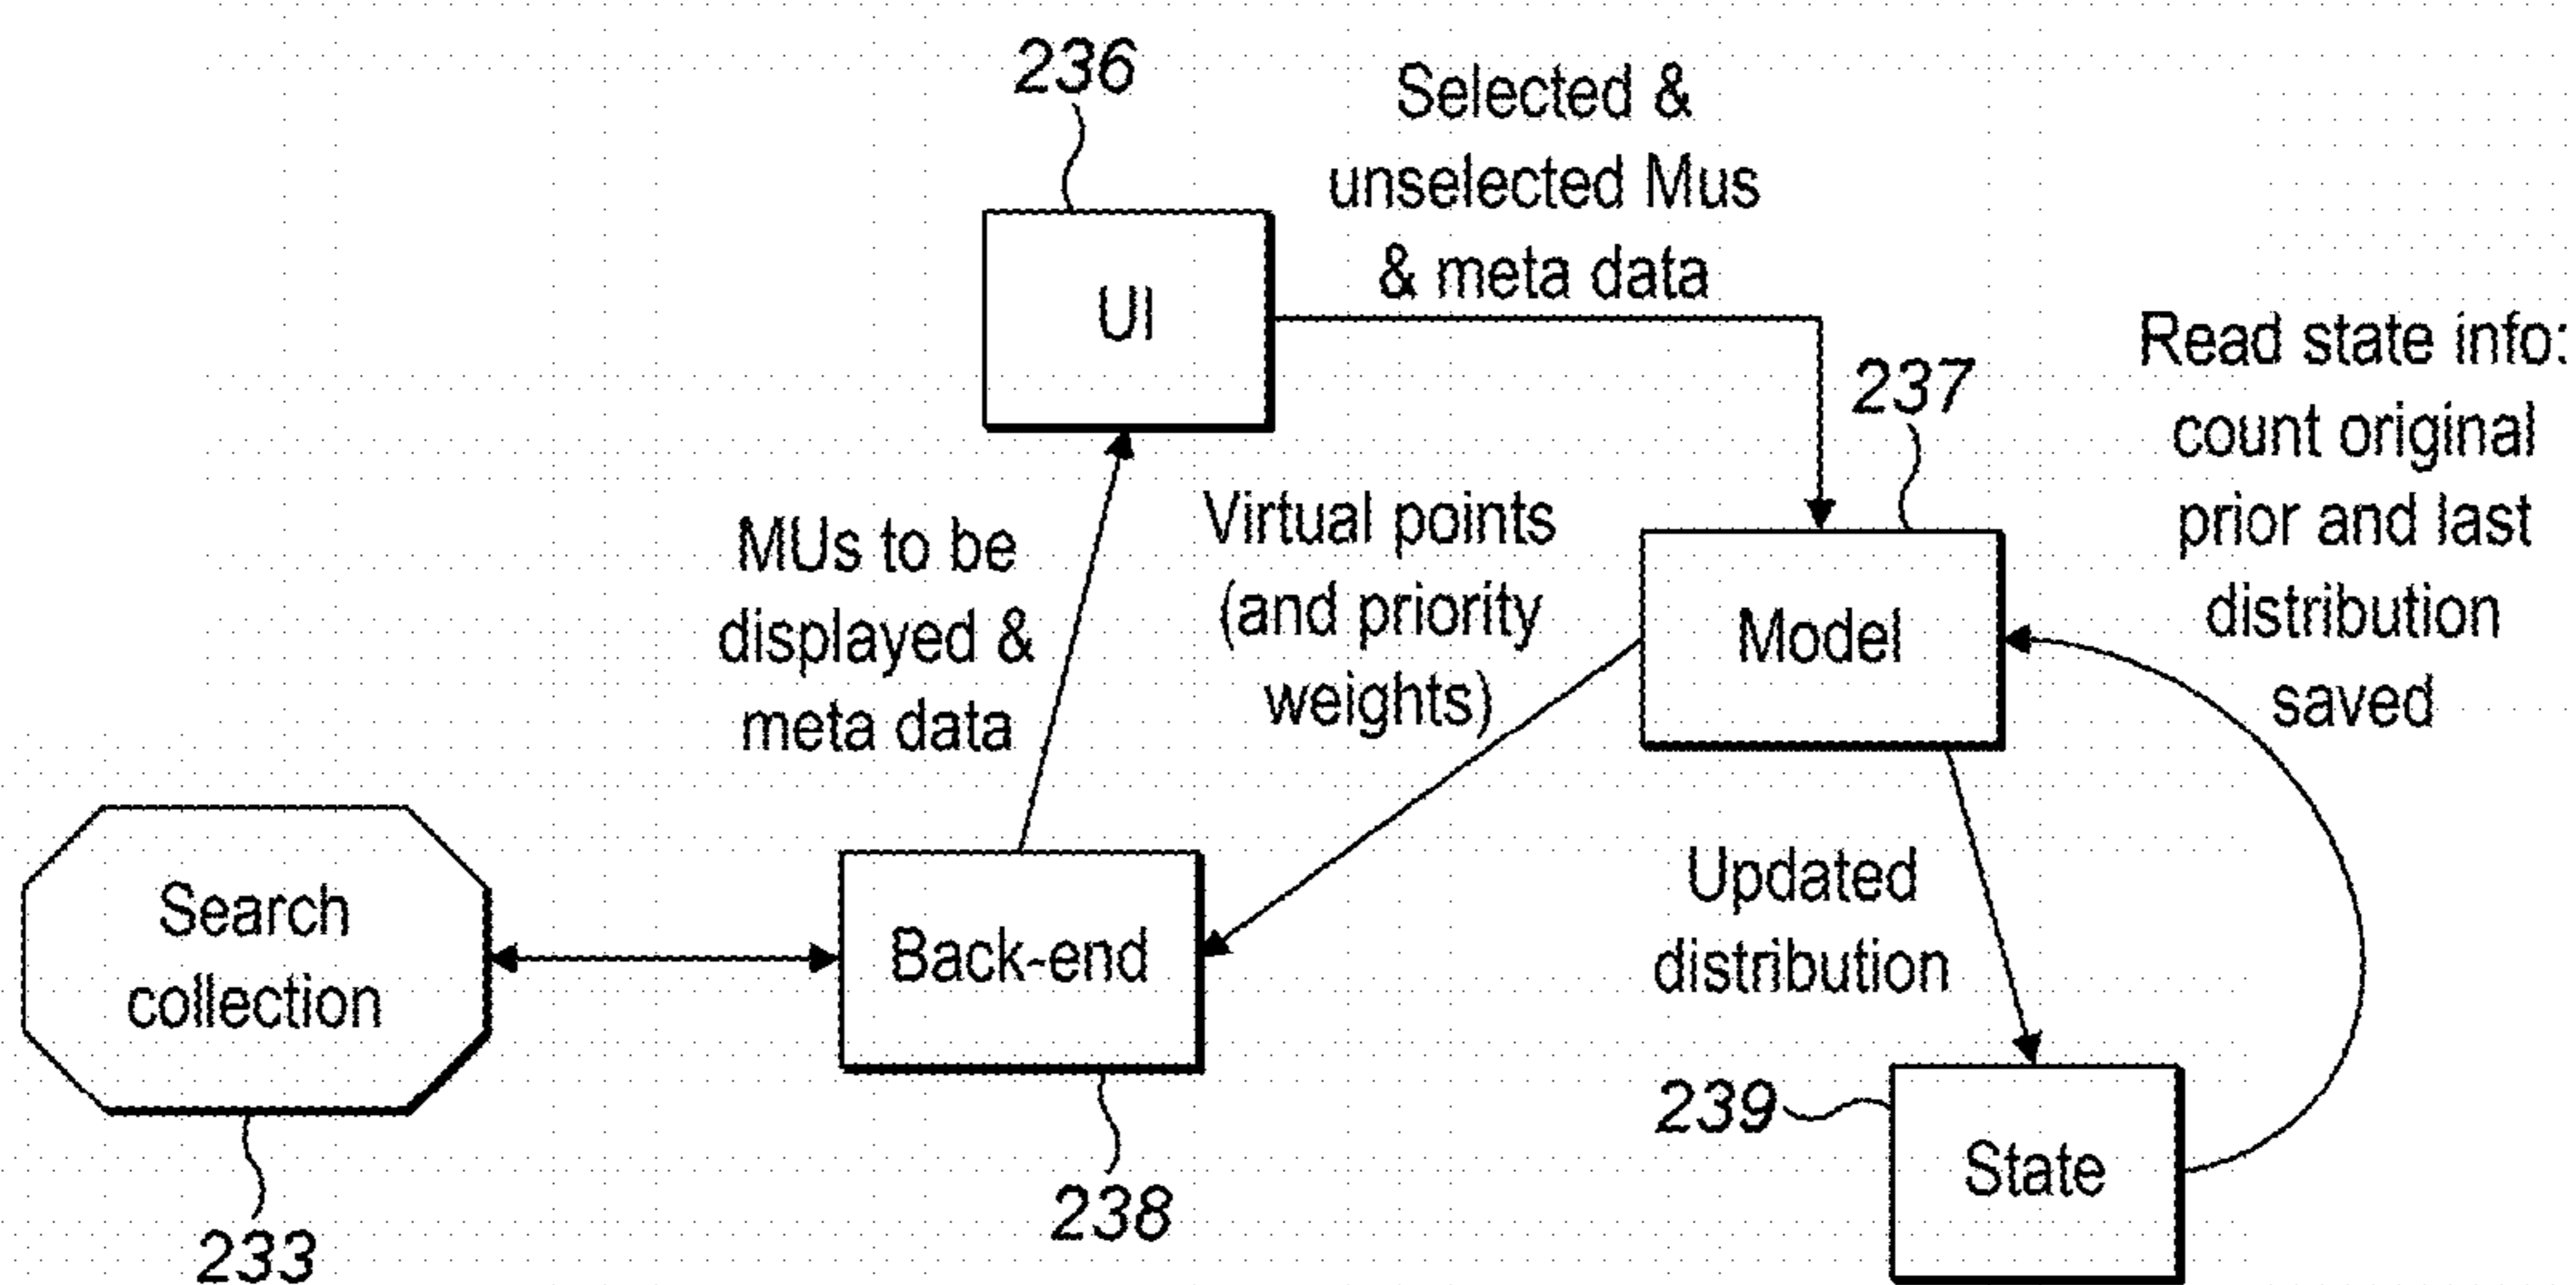 236
Selected &
unselected Mus
& meta data
UI
237
Read state info:
count original
prior and last
distribution
saved
MUs to be
displayed &
meta data
Virtual points
(and priority
weights)
Model
Search
collection
Back-end
Updated
distribution
239
State
233
238